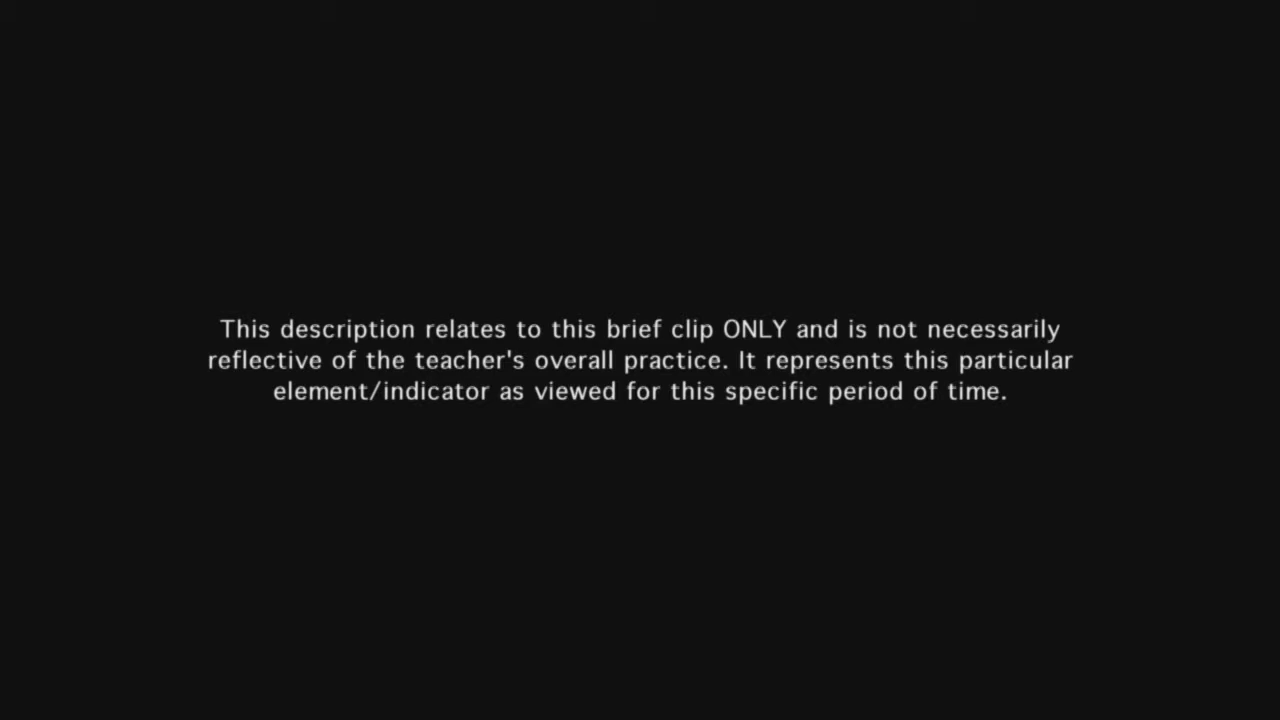 This description relates to this brief clip ONLY and is not necessarily
reflective of the teacher's overall practice. It represents this particular
element/indicator as viewed for this specific period of time.